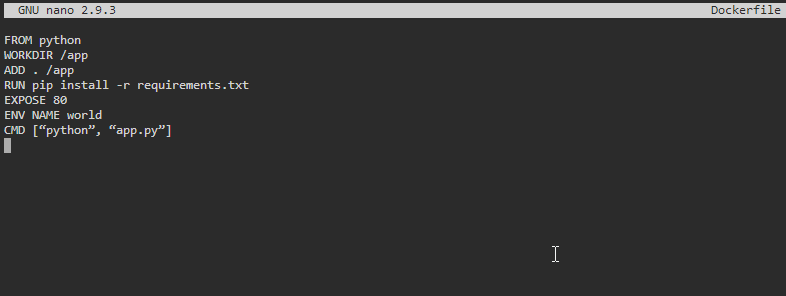 GNU nano 2.9.3 Dockerfile
FROM python
WORKDIR /app
ADD . /app
RUN pip install -r requirements.txt
EXPOSE 80
ENV NAME world
CMD [“python”, “app.py”]